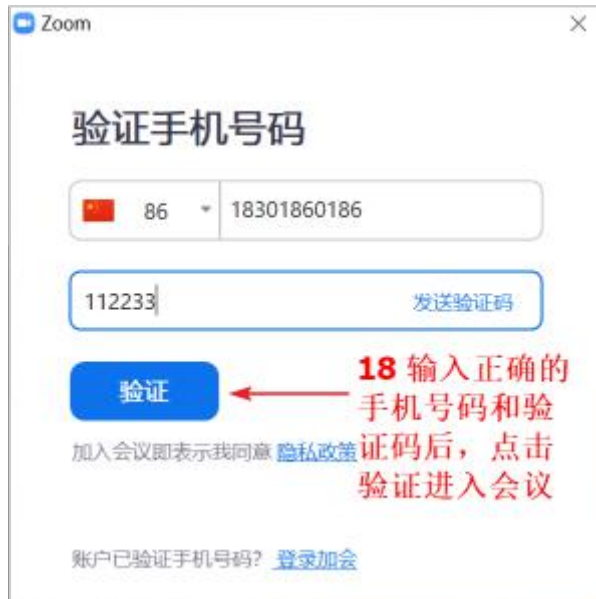 Zoom
验证手机号码
86 18301860186
112233 发送验证码
验证
18 输入正确的
手机号码和验
证码后，点击
验证进入会议
加入会议即表示我同意 隐私政策
账户已验证手机号码？ 登录加会